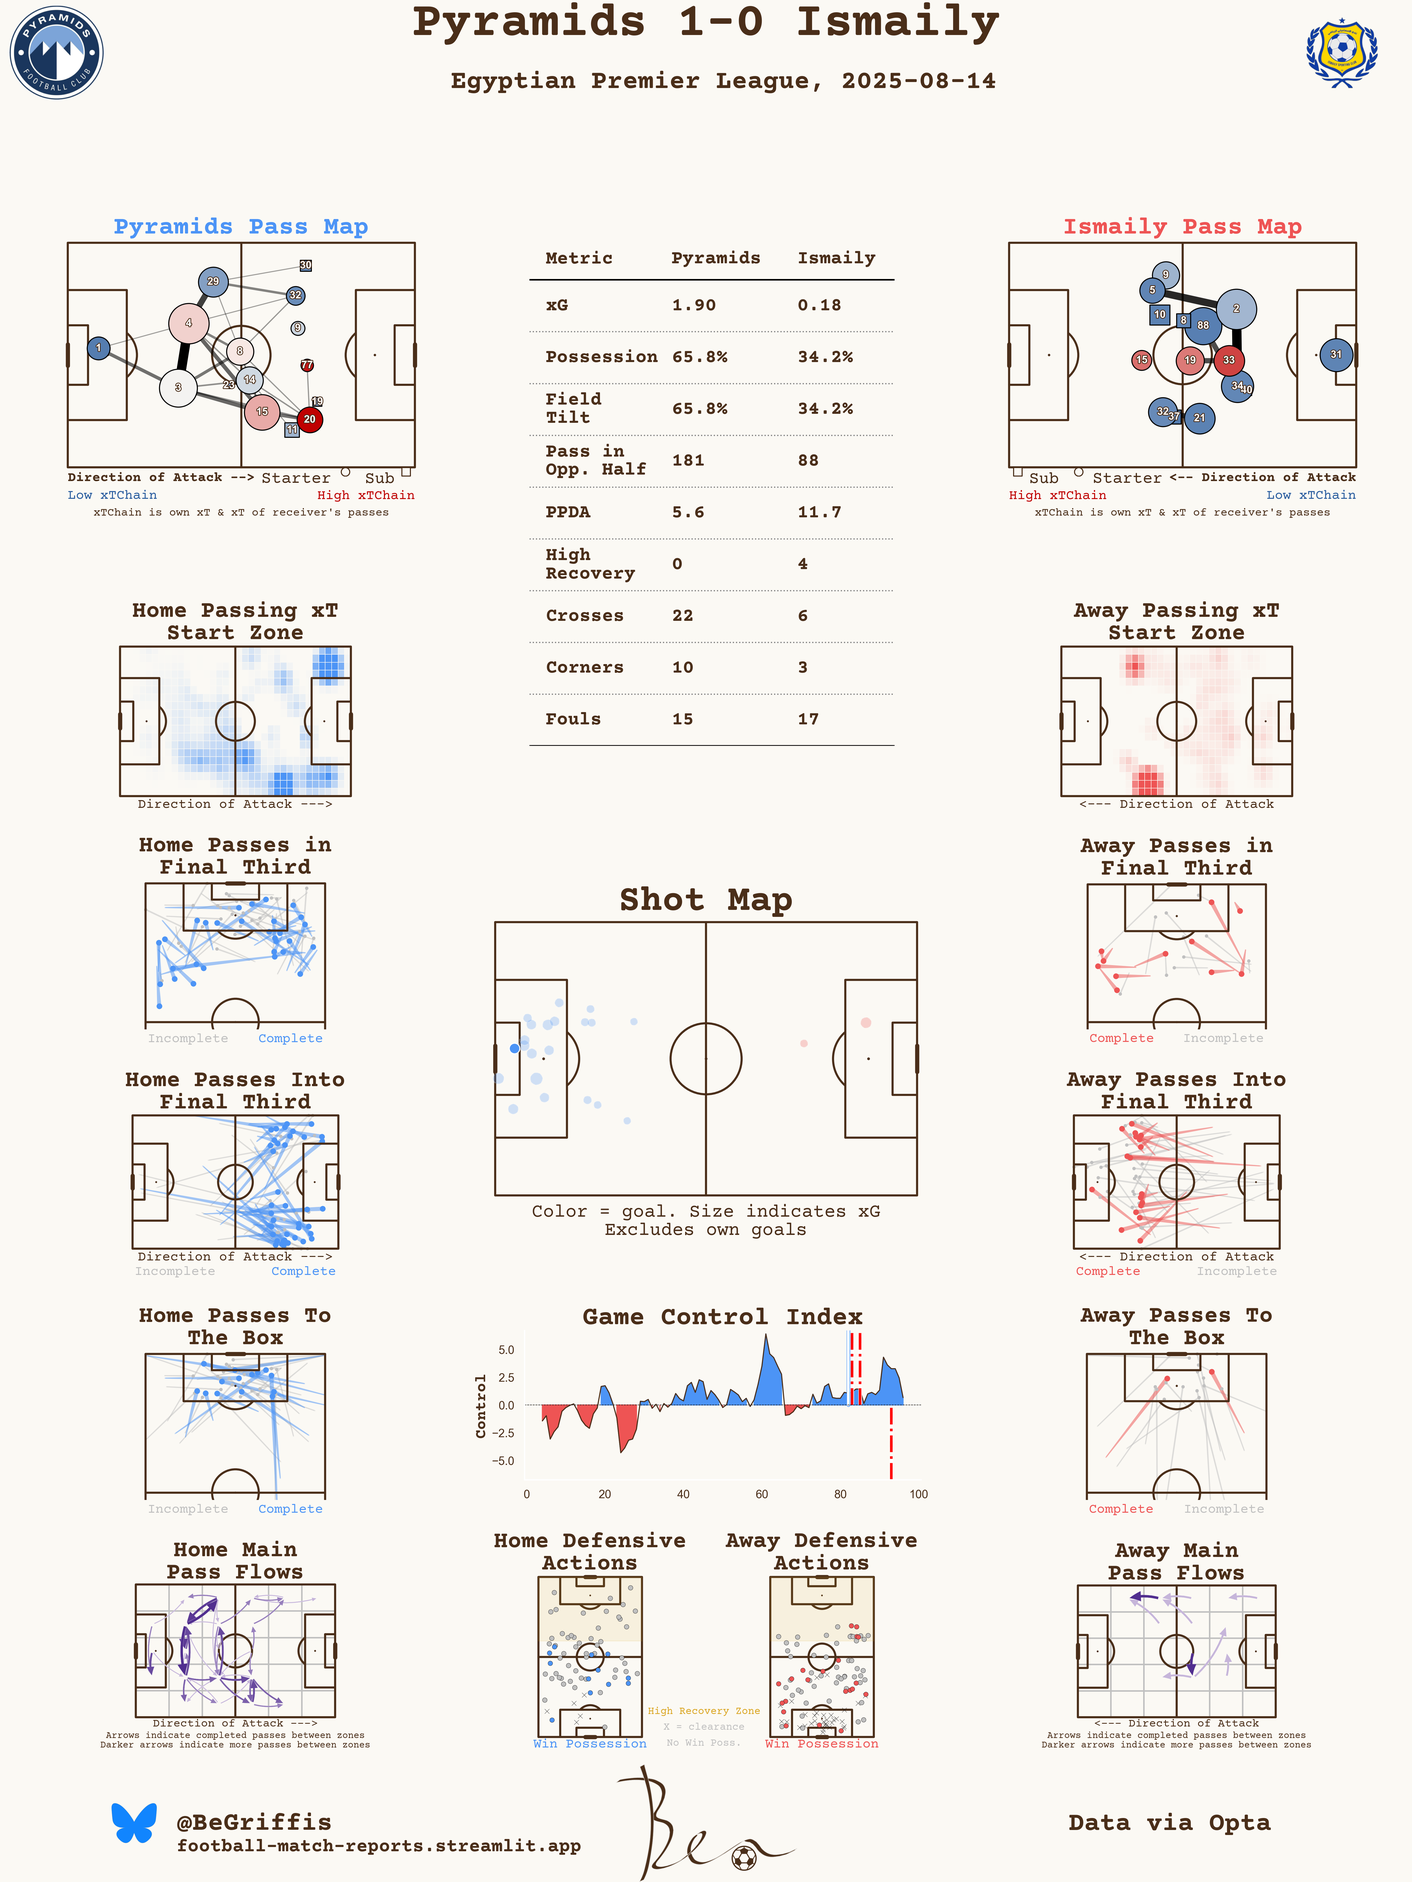 Pyramids 1-0 Ismaily
Egyptian Premier League, 2025-08-14
PYRAMIDS
FOOTBALL CLUB
Pyramids Pass Map
29
30
32
4
9
8
1
77
14
3
23
19
15
20
11
Direction of Attack --> Starter Sub
Low xTChain High xTChain
xTChain is own xT & xT of receiver's passes
Metric Pyramids Ismaily
xG 1.90 0.18
Possession 65.8% 34.2%
Field
Tilt 65.8% 34.2%
Pass in
Opp. Half 181 88
PPDA 5.6 11.7
High
Recovery 0 4
Crosses 22 6
Corners 10 3
Fouls 15 17
Ismaily Pass Map
9
5
2
10
8
88
15
19
33
31
34
40
32
37
21
Sub Starter <-- Direction of Attack
High xTChain Low xTChain
xTChain is own xT & xT of receiver's passes
Home Passing xT
Start Zone
Direction of Attack --->
Away Passing xT
Start Zone
<--- Direction of Attack
Home Passes in
Final Third
Incomplete Complete
Away Passes in
Final Third
Complete Incomplete
Shot Map
Color = goal. Size indicates xG
Excludes own goals
Home Passes Into
Final Third
Direction of Attack --->
Incomplete Complete
Away Passes Into
Final Third
<--- Direction of Attack
Complete Incomplete
Home Passes To
The Box
Incomplete Complete
Game Control Index
Control
5.0
2.5
0.0
−2.5
−5.0
0 20 40 60 80 100
Away Passes To
The Box
Complete Incomplete
Home Main
Pass Flows
Direction of Attack --->
Arrows indicate completed passes between zones
Darker arrows indicate more passes between zones
Home Defensive
Actions
Win Possession
Away Defensive
Actions
Win Possession
High Recovery Zone
X = clearance
No Win Poss.
Away Main
Pass Flows
<--- Direction of Attack
Arrows indicate completed passes between zones
Darker arrows indicate more passes between zones
@BeGriffis
football-match-reports.streamlit.app
Ben
Data via Opta